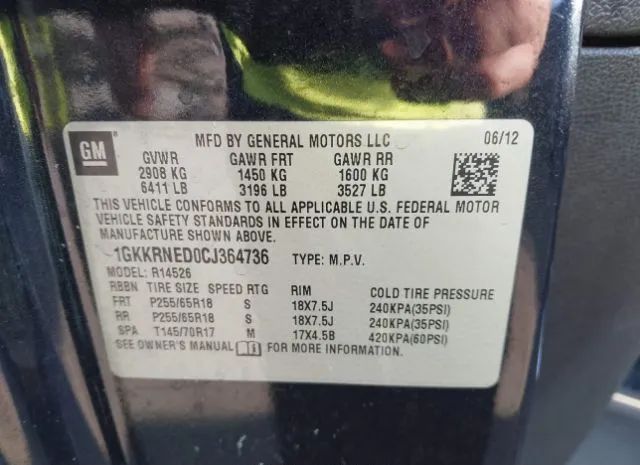 GM
MFD BY GENERAL MOTORS LLC 06/12
GVWR GAWR FRT GAWR RR
2908 KG 1450 KG 1600 KG
6411 LB 3196 LB 3527 LB
THIS VEHICLE CONFORMS TO ALL APPLICABLE U.S. FEDERAL MOTOR
VEHICLE SAFETY STANDARDS IN EFFECT ON THE DATE OF
MANUFACTURE SHOWN ABOVE.
1GKKRNED0CJ364736 TYPE: M.P.V.
MODEL: R14526
RBBN TIRE SIZE SPEED RTG RIM COLD TIRE PRESSURE
FRT P255/65R18 S 18X7.5J 240KPA(35PSI)
RR P255/65R18 S 18X7.5J 240KPA(35PSI)
SPA T145/70R17 M 17X4.5B 420KPA(60PSI)
SEE OWNER'S MANUAL FOR MORE INFORMATION.